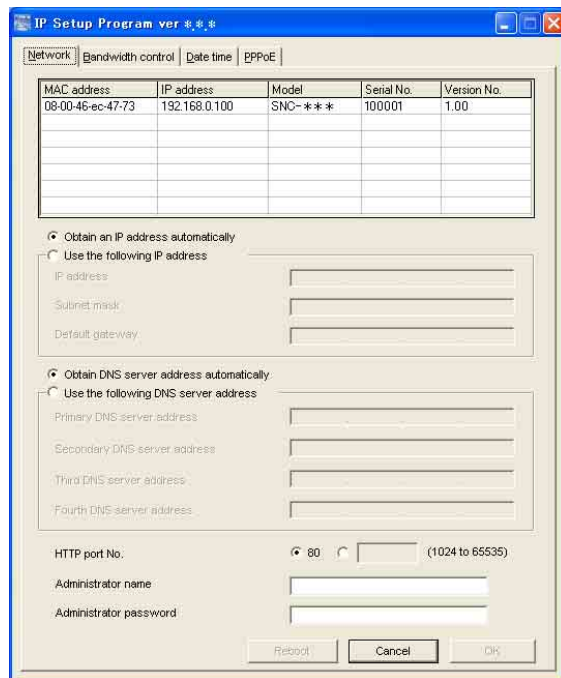 IP Setup Program ver *.*.*
Network Bandwidth control Date time PPPoE
MAC address IP address Model Serial No. Version No.
08-00-46-ec-47-73 192.168.0.100 SNC-*** 100001 1.00
Obtain an IP address automatically
Use the following IP address
IP address
Subnet mask
Default gateway
Obtain DNS server address automatically
Use the following DNS server address
Primary DNS server address
Secondary DNS server address
Third DNS server address
Fourth DNS server address
HTTP port No. 80 (1024 to 65535)
Administrator name
Administrator password
Reboot Cancel OK